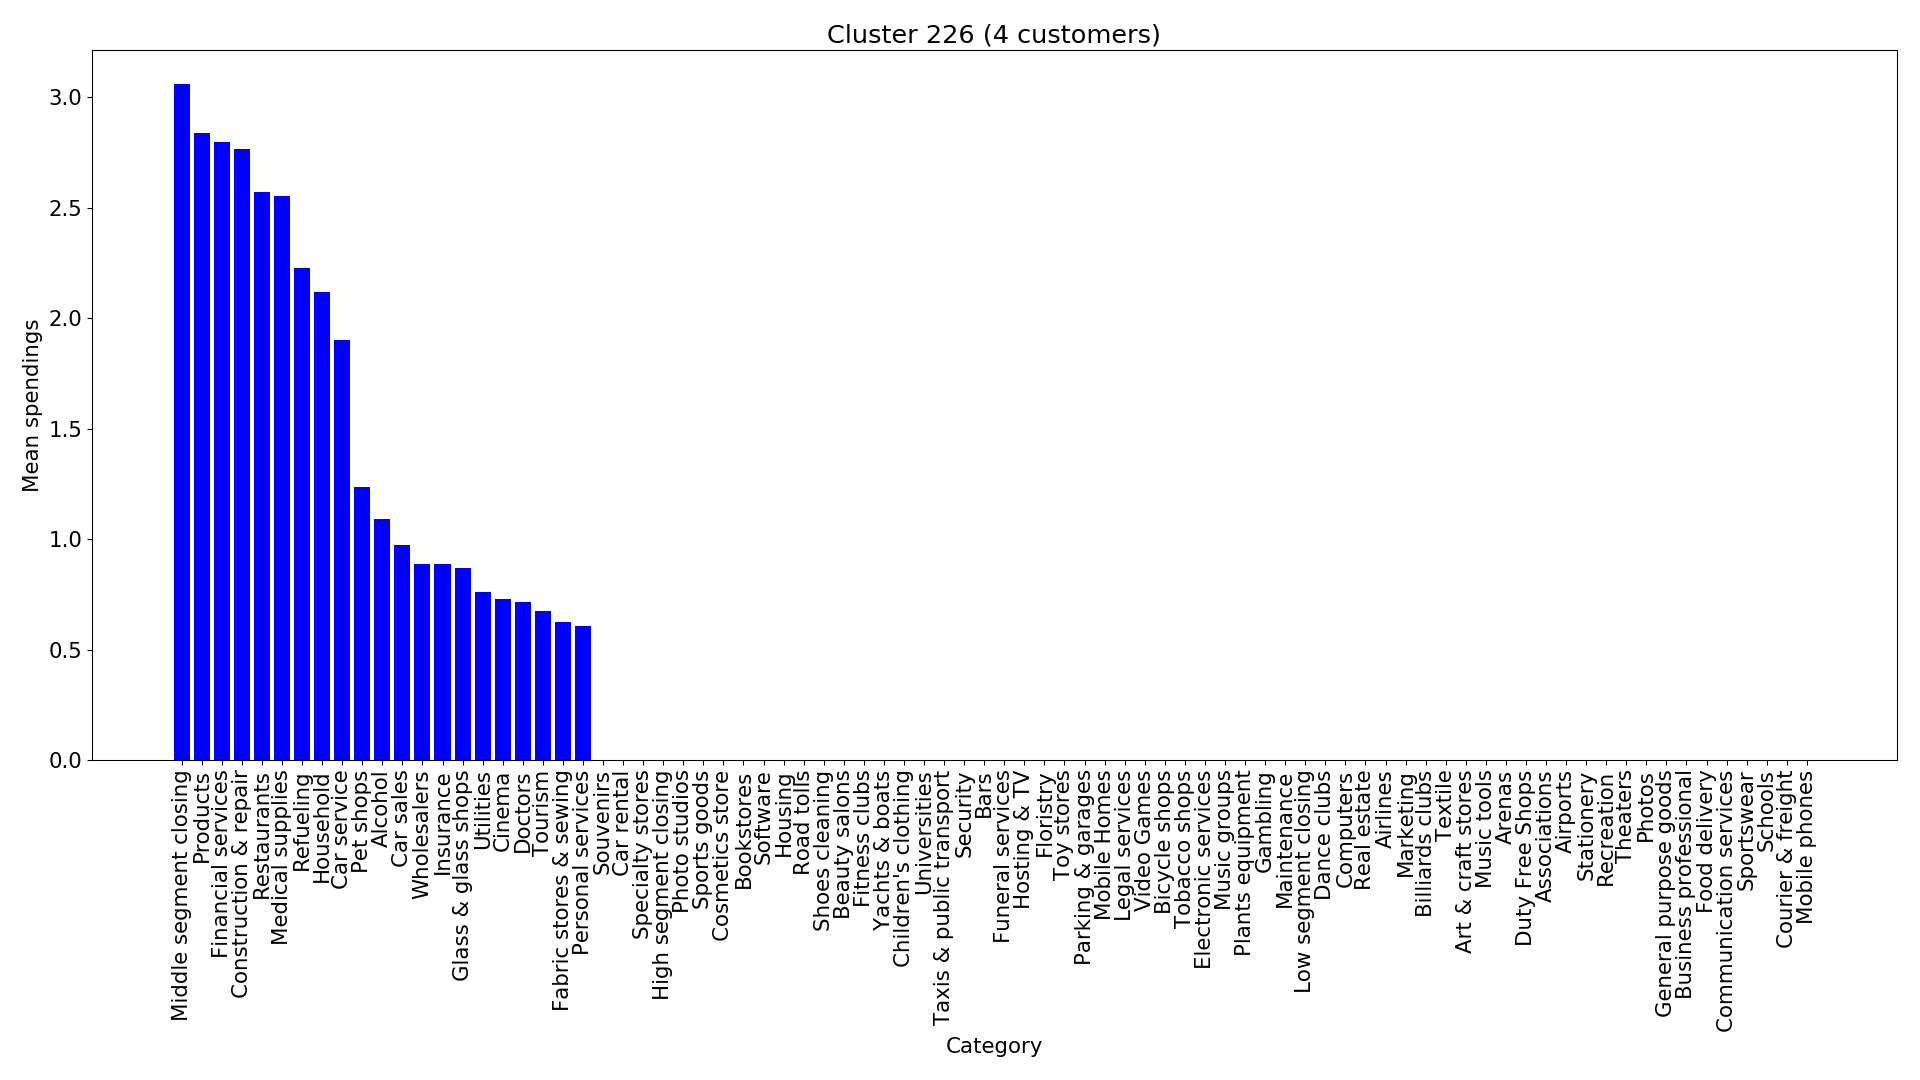 Cluster 226 (4 customers)
3.0
2.5
2.0
1.5
1.0
0.5
0.0
Mean spendings
Middle segment closing
Products
Financial services
Construction & repair
Restaurants
Medical supplies
Refueling
Household
Car service
Pet shops
Alcohol
Car sales
Wholesalers
Insurance
Glass & glass shops
Utilities
Cinema
Doctors
Tourism
Fabric stores & sewing
Personal services
Souvenirs
Car rental
Specialty stores
High segment closing
Photo studios
Sports goods
Cosmetics store
Bookstores
Software
Housing
Road tolls
Shoes cleaning
Beauty salons
Fitness clubs
Yachts & boats
Children's clothing
Universities
Taxis & public transport
Security
Bars
Funeral services
Hosting & TV
Floristry
Toy stores
Parking & garages
Mobile Homes
Legal services
Video Games
Bicycle shops
Tobacco shops
Electronic services
Music groups
Plants equipment
Gambling
Maintenance
Low segment closing
Dance clubs
Computers
Real estate
Airlines
Marketing
Billiards clubs
Textile
Art & craft stores
Music tools
Arenas
Duty Free Shops
Associations
Airports
Stationery
Recreation
Theaters
Photos
General purpose goods
Business professional
Food delivery
Communication services
Sportswear
Schools
Courier & freight
Mobile phones
Category